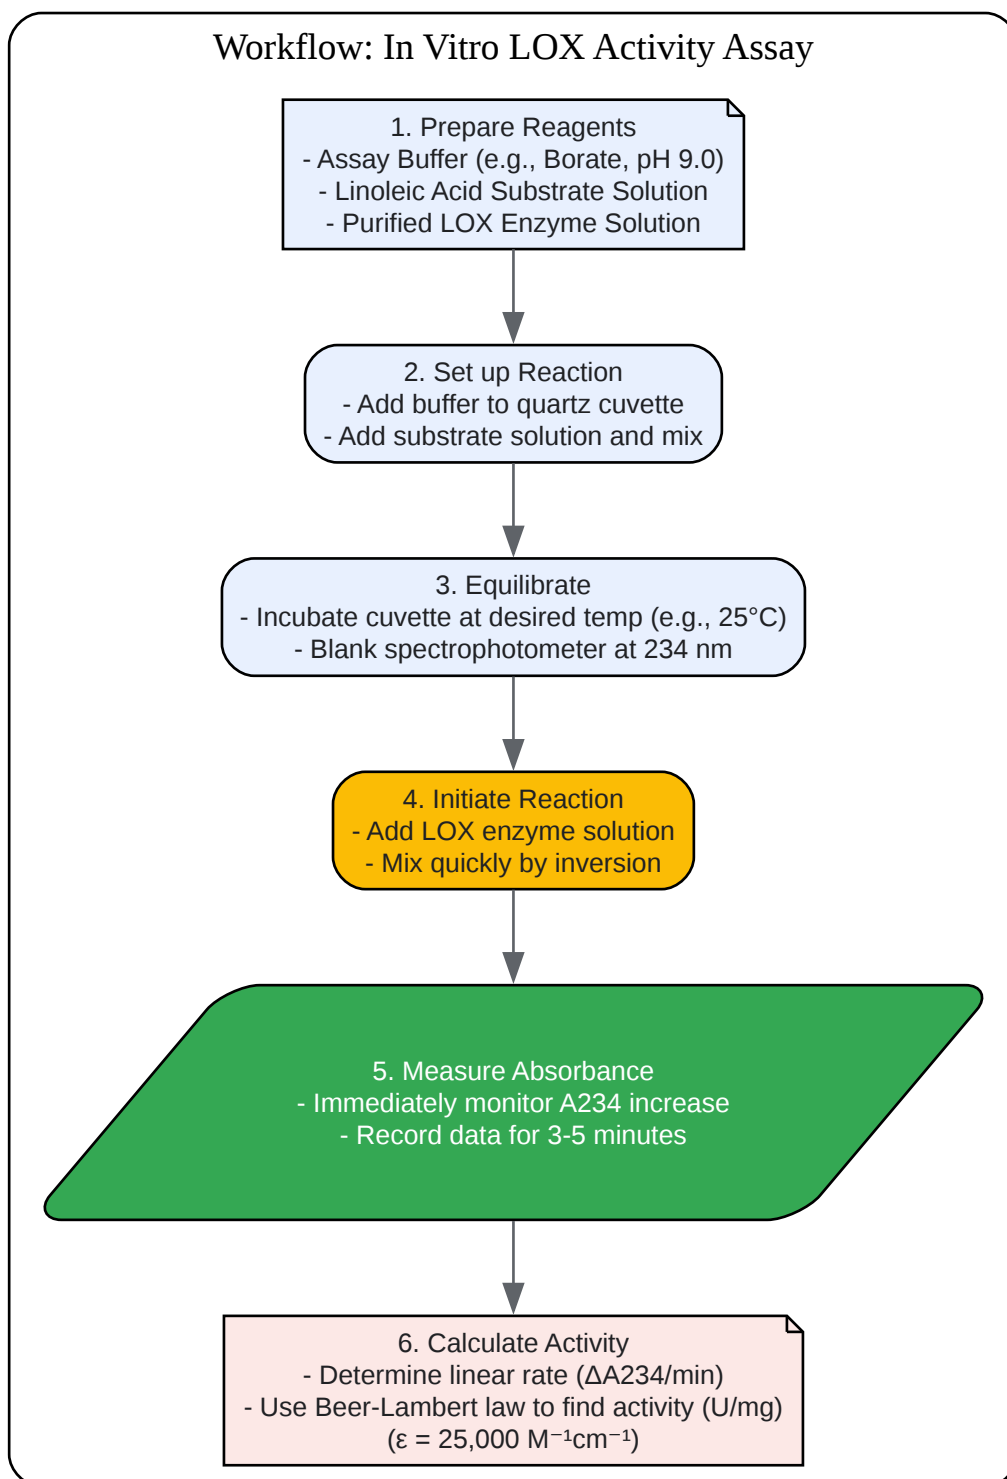 Workflow: In Vitro LOX Activity Assay
1. Prepare Reagents
- Assay Buffer (e.g., Borate, pH 9.0)
- Linoleic Acid Substrate Solution
- Purified LOX Enzyme Solution
2. Set up Reaction
- Add buffer to quartz cuvette
- Add substrate solution and mix
3. Equilibrate
- Incubate cuvette at desired temp (e.g., 25°C)
- Blank spectrophotometer at 234 nm
4. Initiate Reaction
- Add LOX enzyme solution
- Mix quickly by inversion
5. Measure Absorbance
- Immediately monitor A234 increase
- Record data for 3-5 minutes
6. Calculate Activity
- Determine linear rate (ΔA234/min)
- Use Beer-Lambert law to find activity (U/mg)
(ε = 25,000 M⁻¹cm⁻¹)